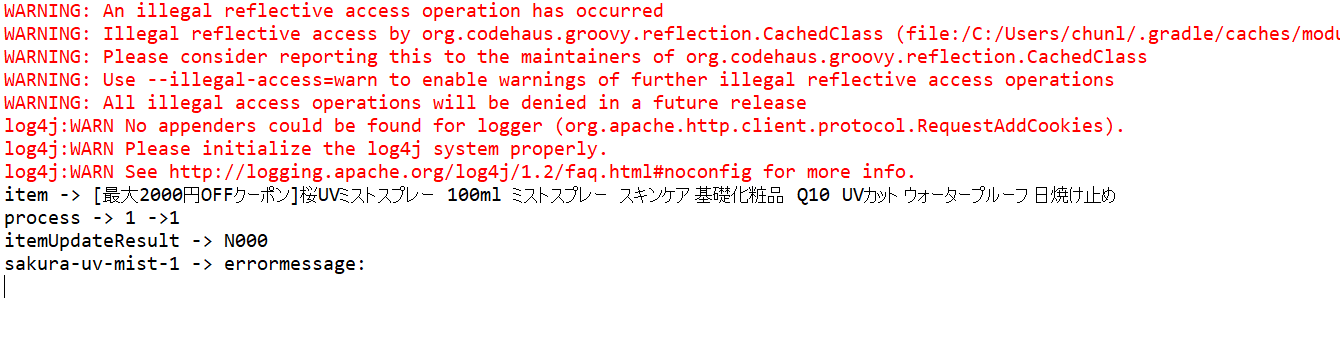 WARNING: An illegal reflective access operation has occurred
WARNING: Illegal reflective access by org.codehaus.groovy.reflection.CachedClass (file:/C:/Users/chunl/.gradle/caches/modu
WARNING: Please consider reporting this to the maintainers of org.codehaus.groovy.reflection.CachedClass
WARNING: Use --illegal-access=warn to enable warnings of further illegal reflective access operations
WARNING: All illegal access operations will be denied in a future release
log4j:WARN No appenders could be found for logger (org.apache.http.client.protocol.RequestAddCookies).
log4j:WARN Please initialize the log4j system properly.
log4j:WARN See http://logging.apache.org/log4j/1.2/faq.html#noconfig for more info.
item -> [最大2000円OFFクーポン]桜UVミストスプレー 100ml ミストスプレー スキンケア 基礎化粧品 Q10 UVカット ウォータープルーフ 日焼け止め
process -> 1 ->1
itemUpdateResult -> N000
sakura-uv-mist-1 -> errormessage: